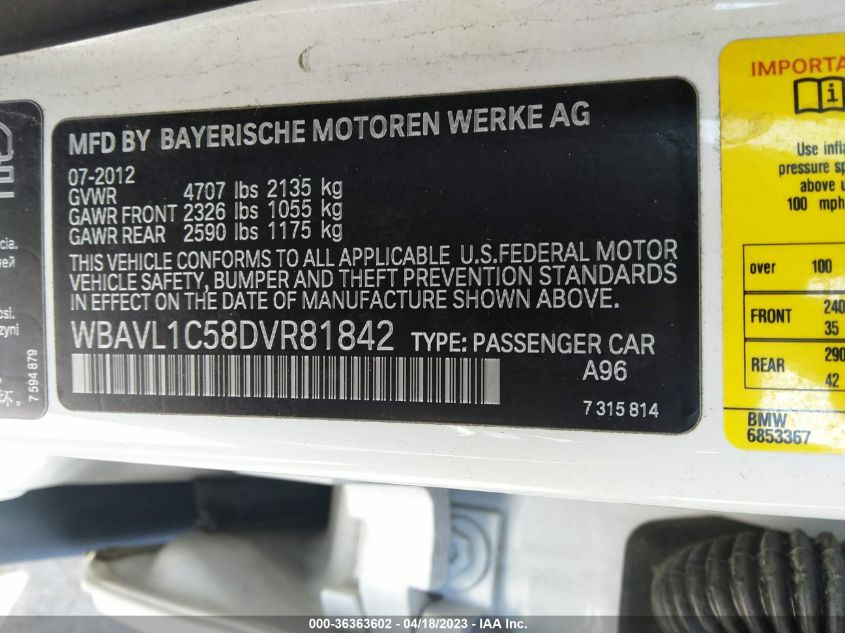 MFD BY BAYERISCHE MOTOREN WERKE AG
07-2012
GVWR 4707 lbs 2135 kg
GAWR FRONT 2326 lbs 1055 kg
GAWR REAR 2590 lbs 1175 kg
THIS VEHICLE CONFORMS TO ALL APPLICABLE U.S.FEDERAL MOTOR
VEHICLE SAFETY, BUMPER AND THEFT PREVENTION STANDARDS
IN EFFECT ON THE DATE OF MANUFACTURE SHOWN ABOVE.
WBAVL1C58DVR81842 TYPE: PASSENGER CAR
A96
7 315 814
7 594 879
Use
pressure
above
100 mph
over 100
FRONT 240
35
REAR 290
42
BMW
6853367
000-36363602 - 04/18/2023 - IAA Inc.